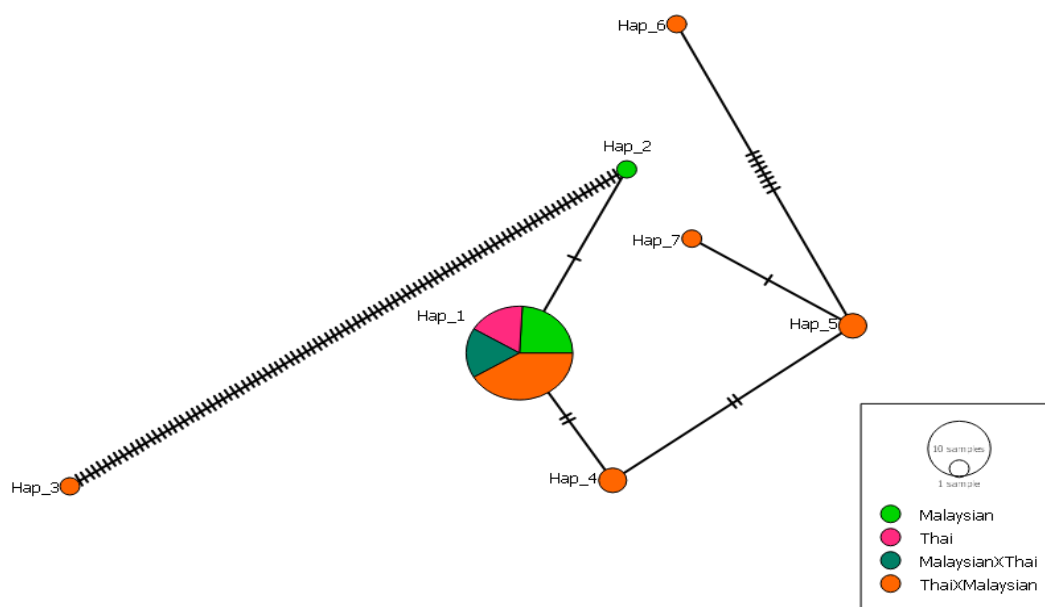 Hap_6
Hap_2
Hap_7
Hap_1
Hap_5
Hap_4
Hap_3
10 samples
1 sample
Malaysian
Thai
MalaysianXThai
ThaiXMalaysian